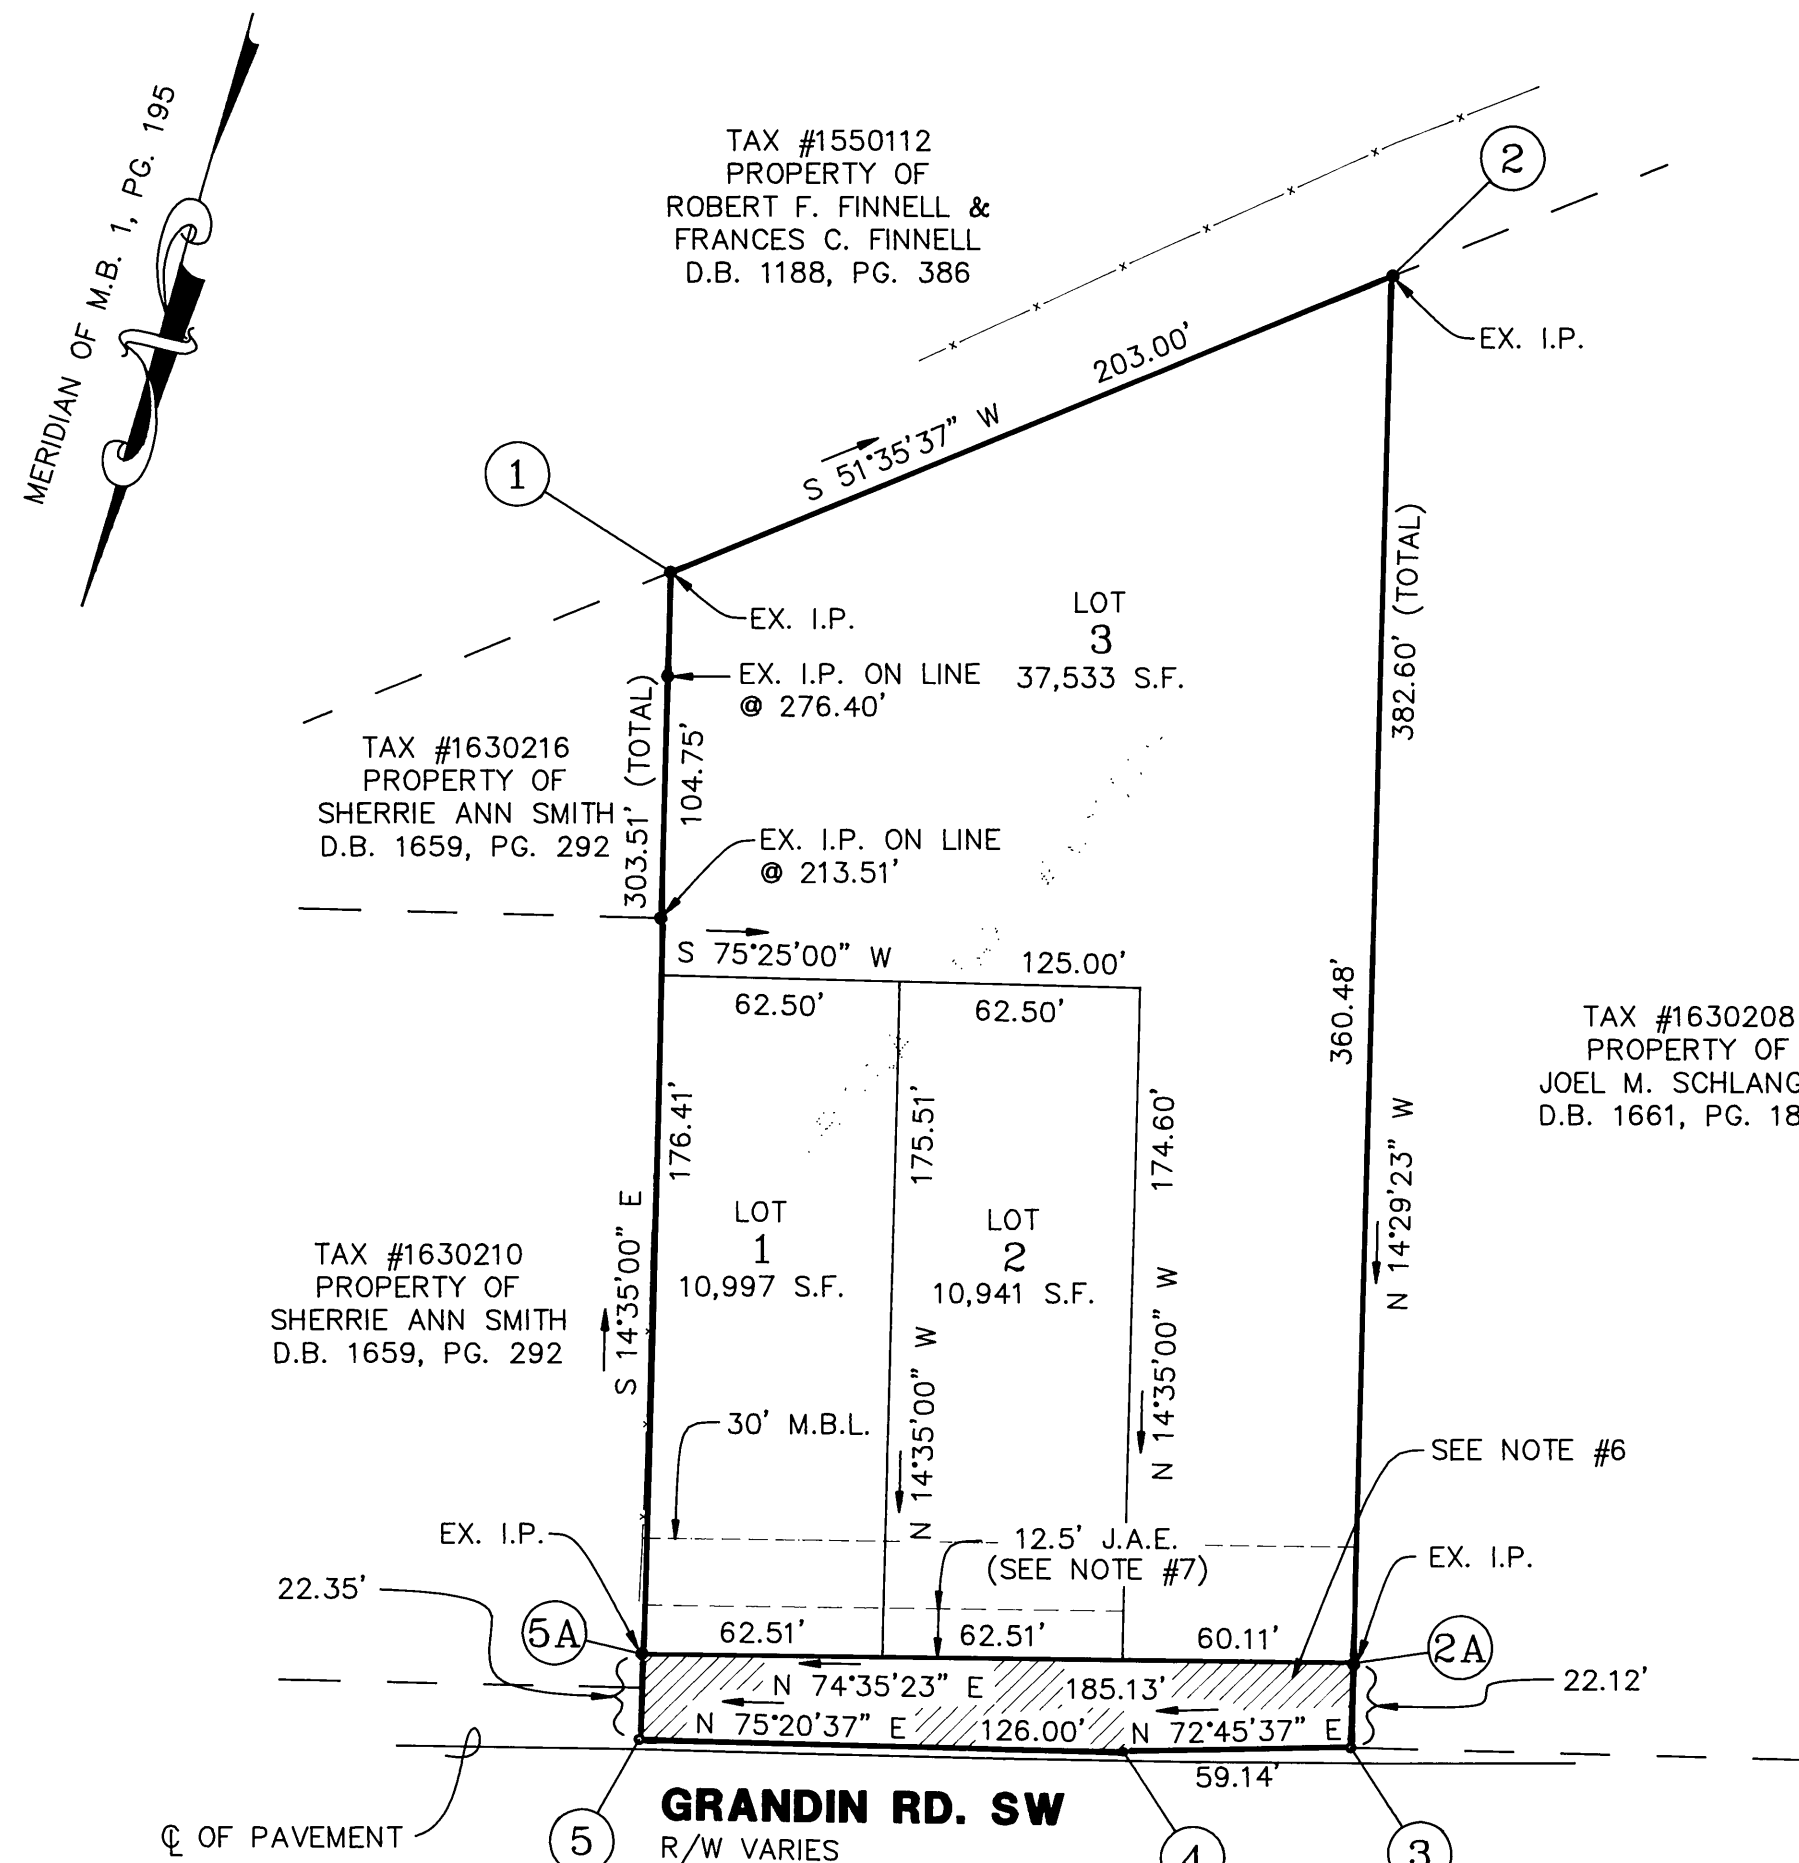 MERIDIAN OF M.B. 1, PG. 195
TAX #1550112
PROPERTY OF
ROBERT F. FINNELL &
FRANCES C. FINNELL
D.B. 1188, PG. 386
2
EX. I.P.
203.00'
S 51°35'37" W
1
EX. I.P.
LOT
3
37,533 S.F.
EX. I.P. ON LINE
@ 276.40'
382.60' (TOTAL)
303.51' (TOTAL)
104.75'
TAX #1630216
PROPERTY OF
SHERRIE ANN SMITH
D.B. 1659, PG. 292
EX. I.P. ON LINE
@ 213.51'
S 75°25'00" W
125.00'
62.50'
62.50'
360.48'
TAX #1630208
PROPERTY OF
JOEL M. SCHLANG
D.B. 1661, PG. 18
176.41'
175.51'
174.60'
N 14°29'23" W
S 14°35'00" E
LOT
1
10,997 S.F.
LOT
2
10,941 S.F.
TAX #1630210
PROPERTY OF
SHERRIE ANN SMITH
D.B. 1659, PG. 292
N 14°35'00" W
N 14°35'00" W
30' M.B.L.
SEE NOTE #6
EX. I.P.
12.5' J.A.E.
(SEE NOTE #7)
EX. I.P.
22.35'
5A
62.51'
62.51'
60.11'
2A
N 74°35'23" E
185.13'
22.12'
N 75°20'37" E
126.00'
N 72°45'37" E
59.14'
GRANDIN RD. SW
R/W VARIES
℄ OF PAVEMENT
5
4
3